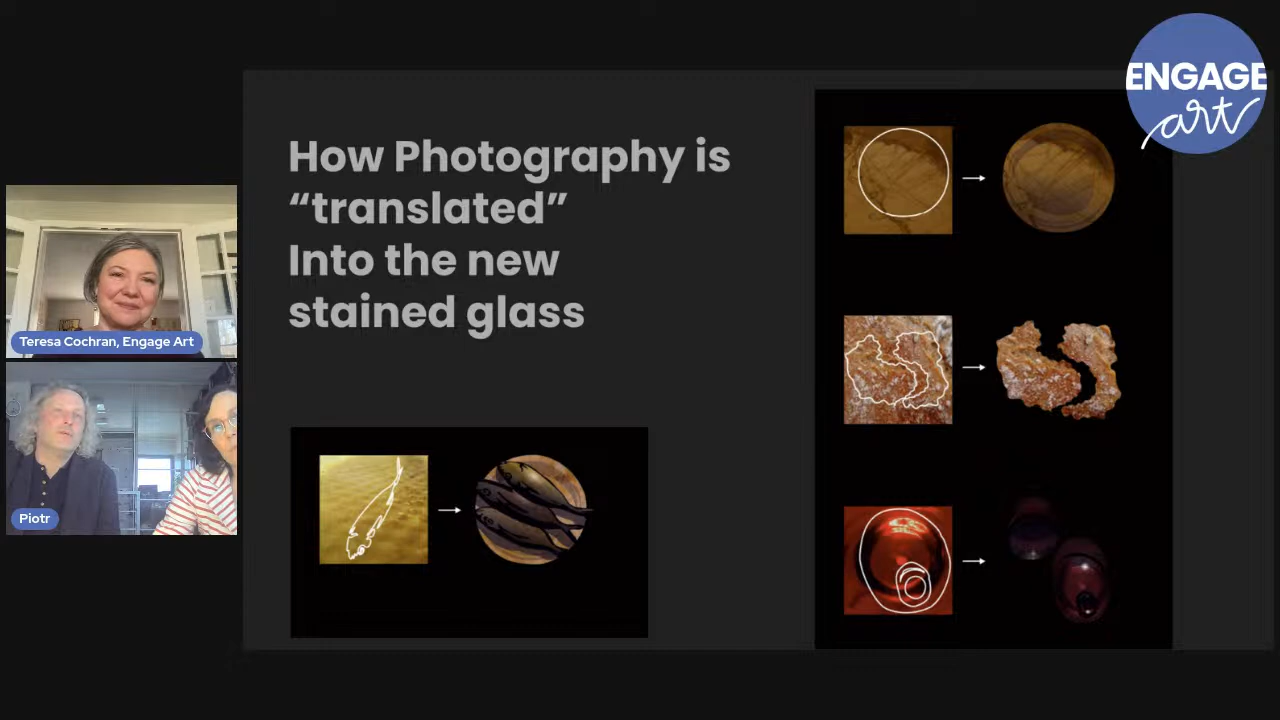 ENGAGE
art
How Photography is
“translated”
Into the new
stained glass
Teresa Cochran, Engage Art
Piotr